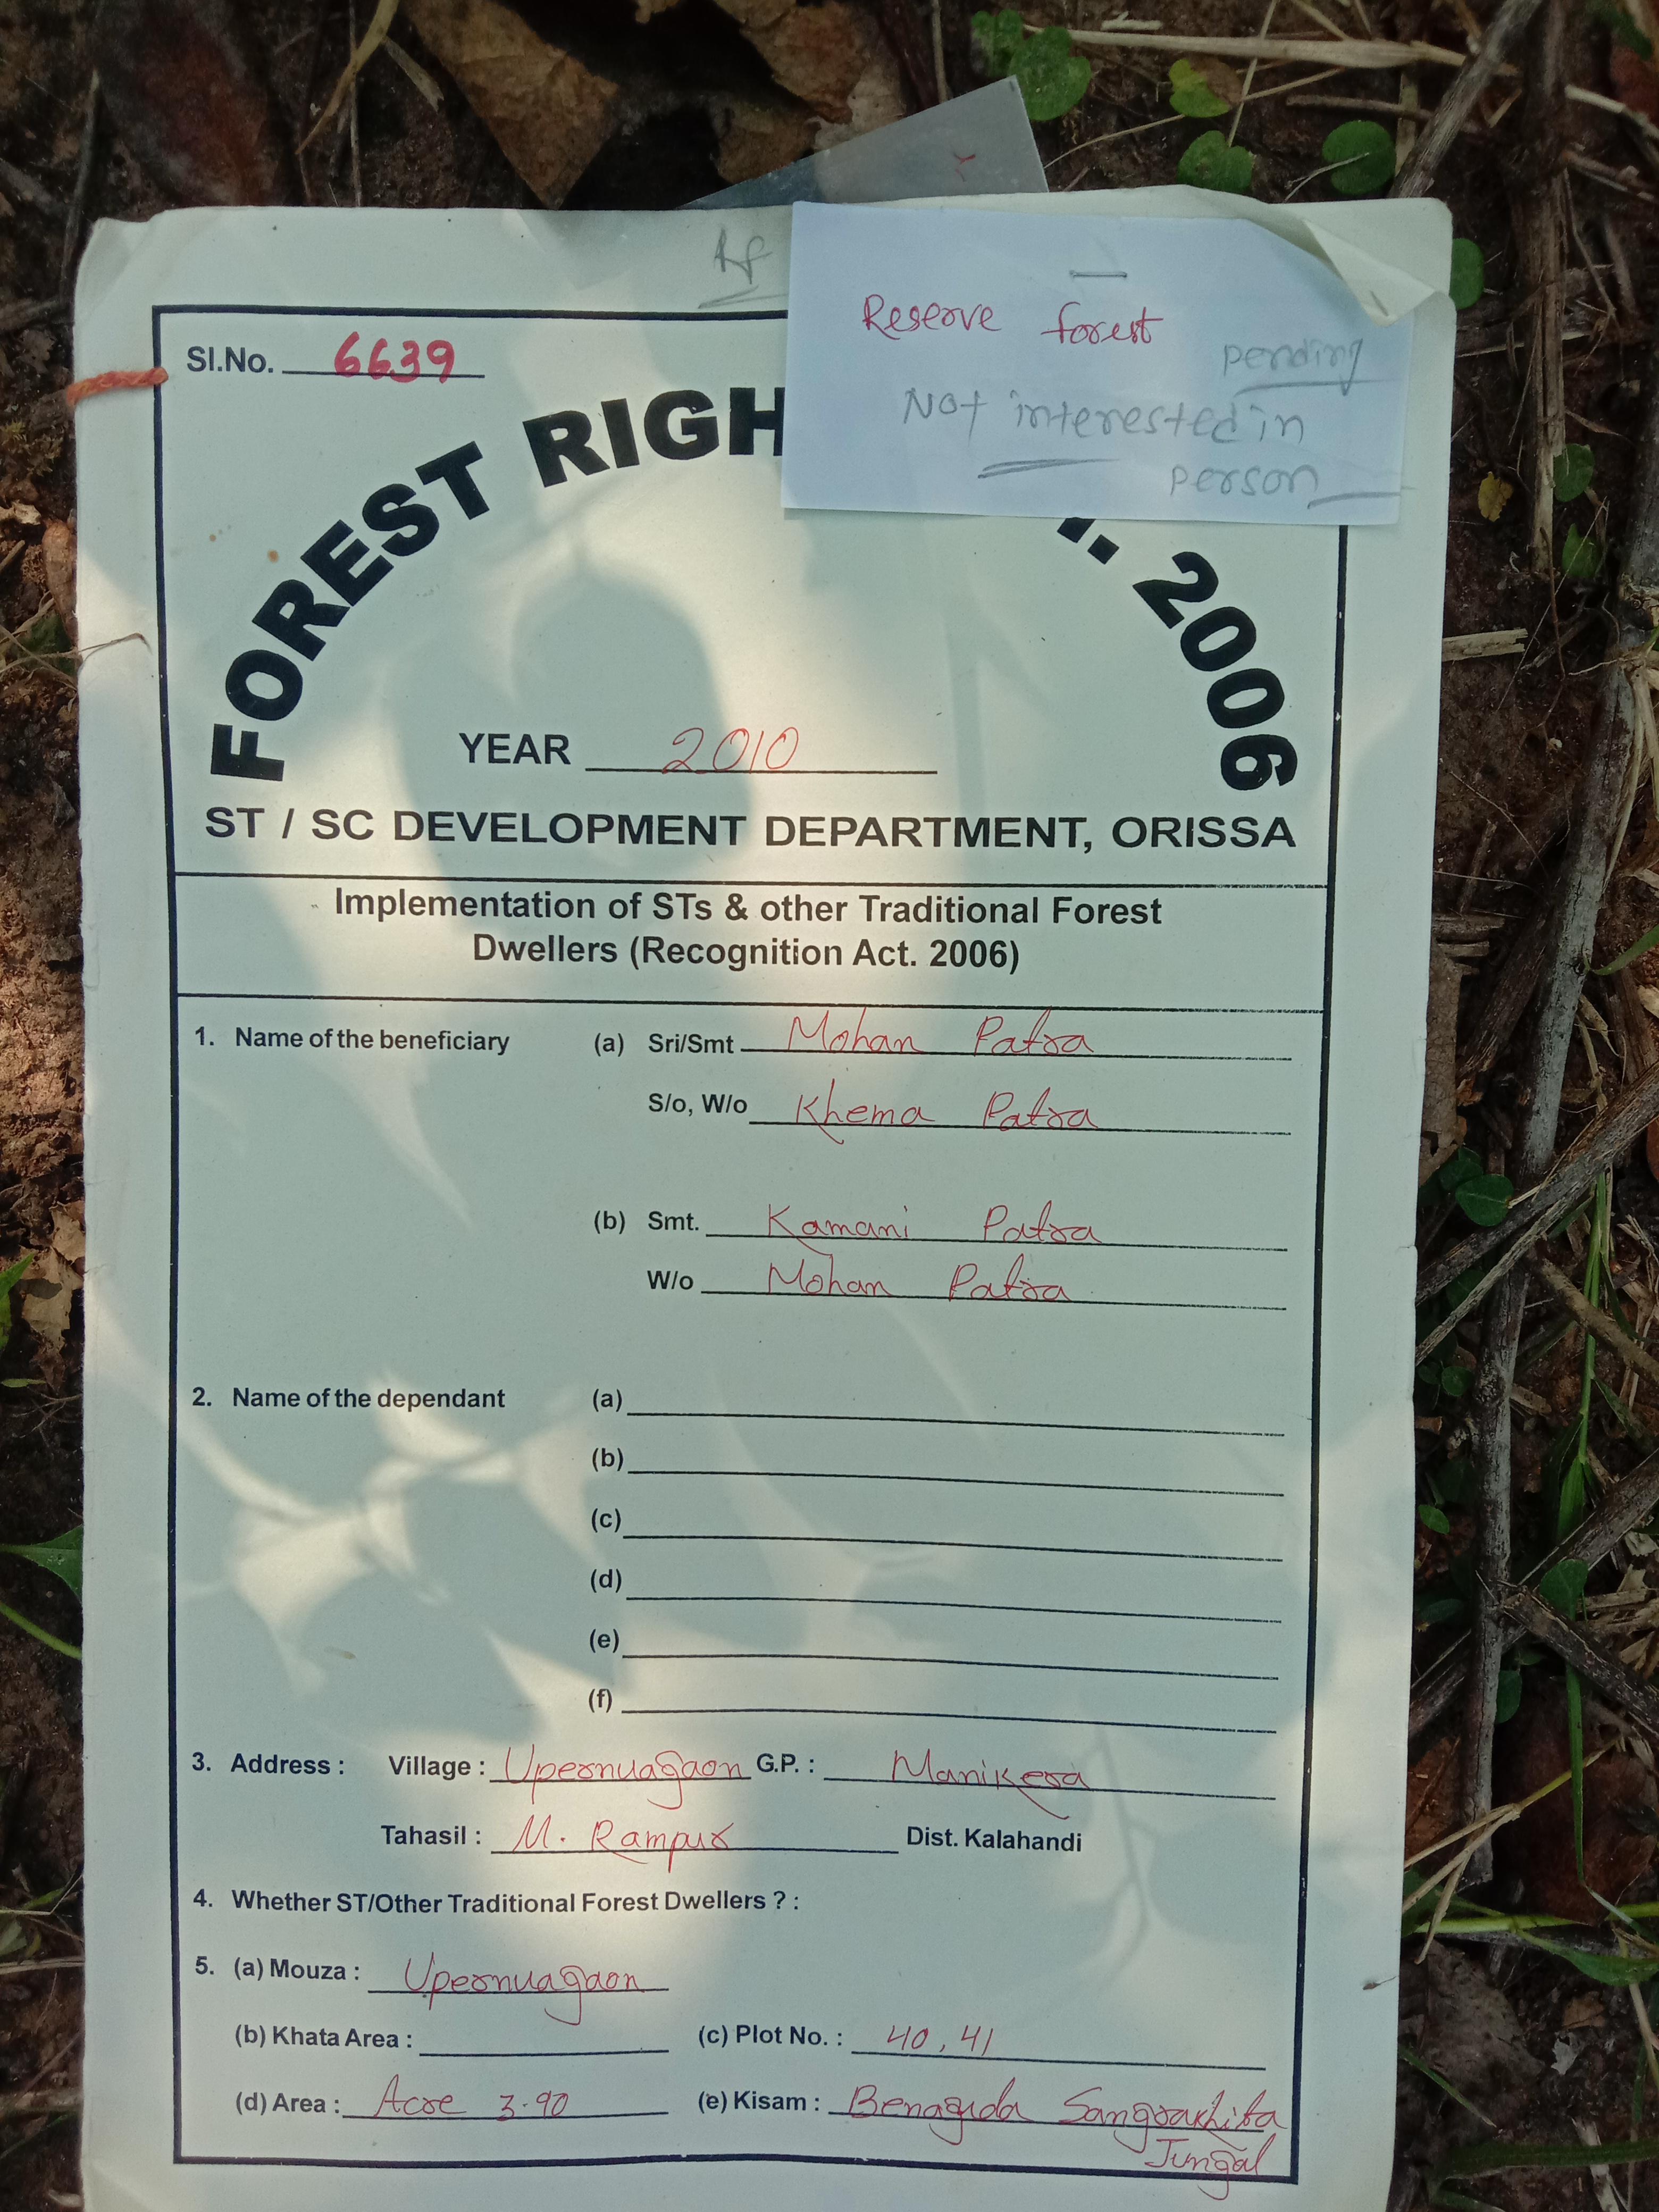 Rf
Reserve forest
pending
Not interested in
person
Sl.No. 6639
FOREST RIGH
. 2006
YEAR 2010
ST / SC DEVELOPMENT DEPARTMENT, ORISSA
Implementation of STs & other Traditional Forest
Dwellers (Recognition Act. 2006)
1. Name of the beneficiary (a) Sri/Smt Mohan Patra
S/o, W/o Khema Patra
(b) Smt. Kamani Patra
W/o Mohan Patra
2. Name of the dependant (a)
(b)
(c)
(d)
(e)
(f)
3. Address : Village : Upernuagaon G.P. : Manikera
Tahasil : M. Rampur Dist. Kalahandi
4. Whether ST/Other Traditional Forest Dwellers ? :
5. (a) Mouza : Upernuagaon
(b) Khata Area : (c) Plot No. : 40, 41
(d) Area : Acre 3.90 (e) Kisam : Benaguda Sangrakhita
Jungal